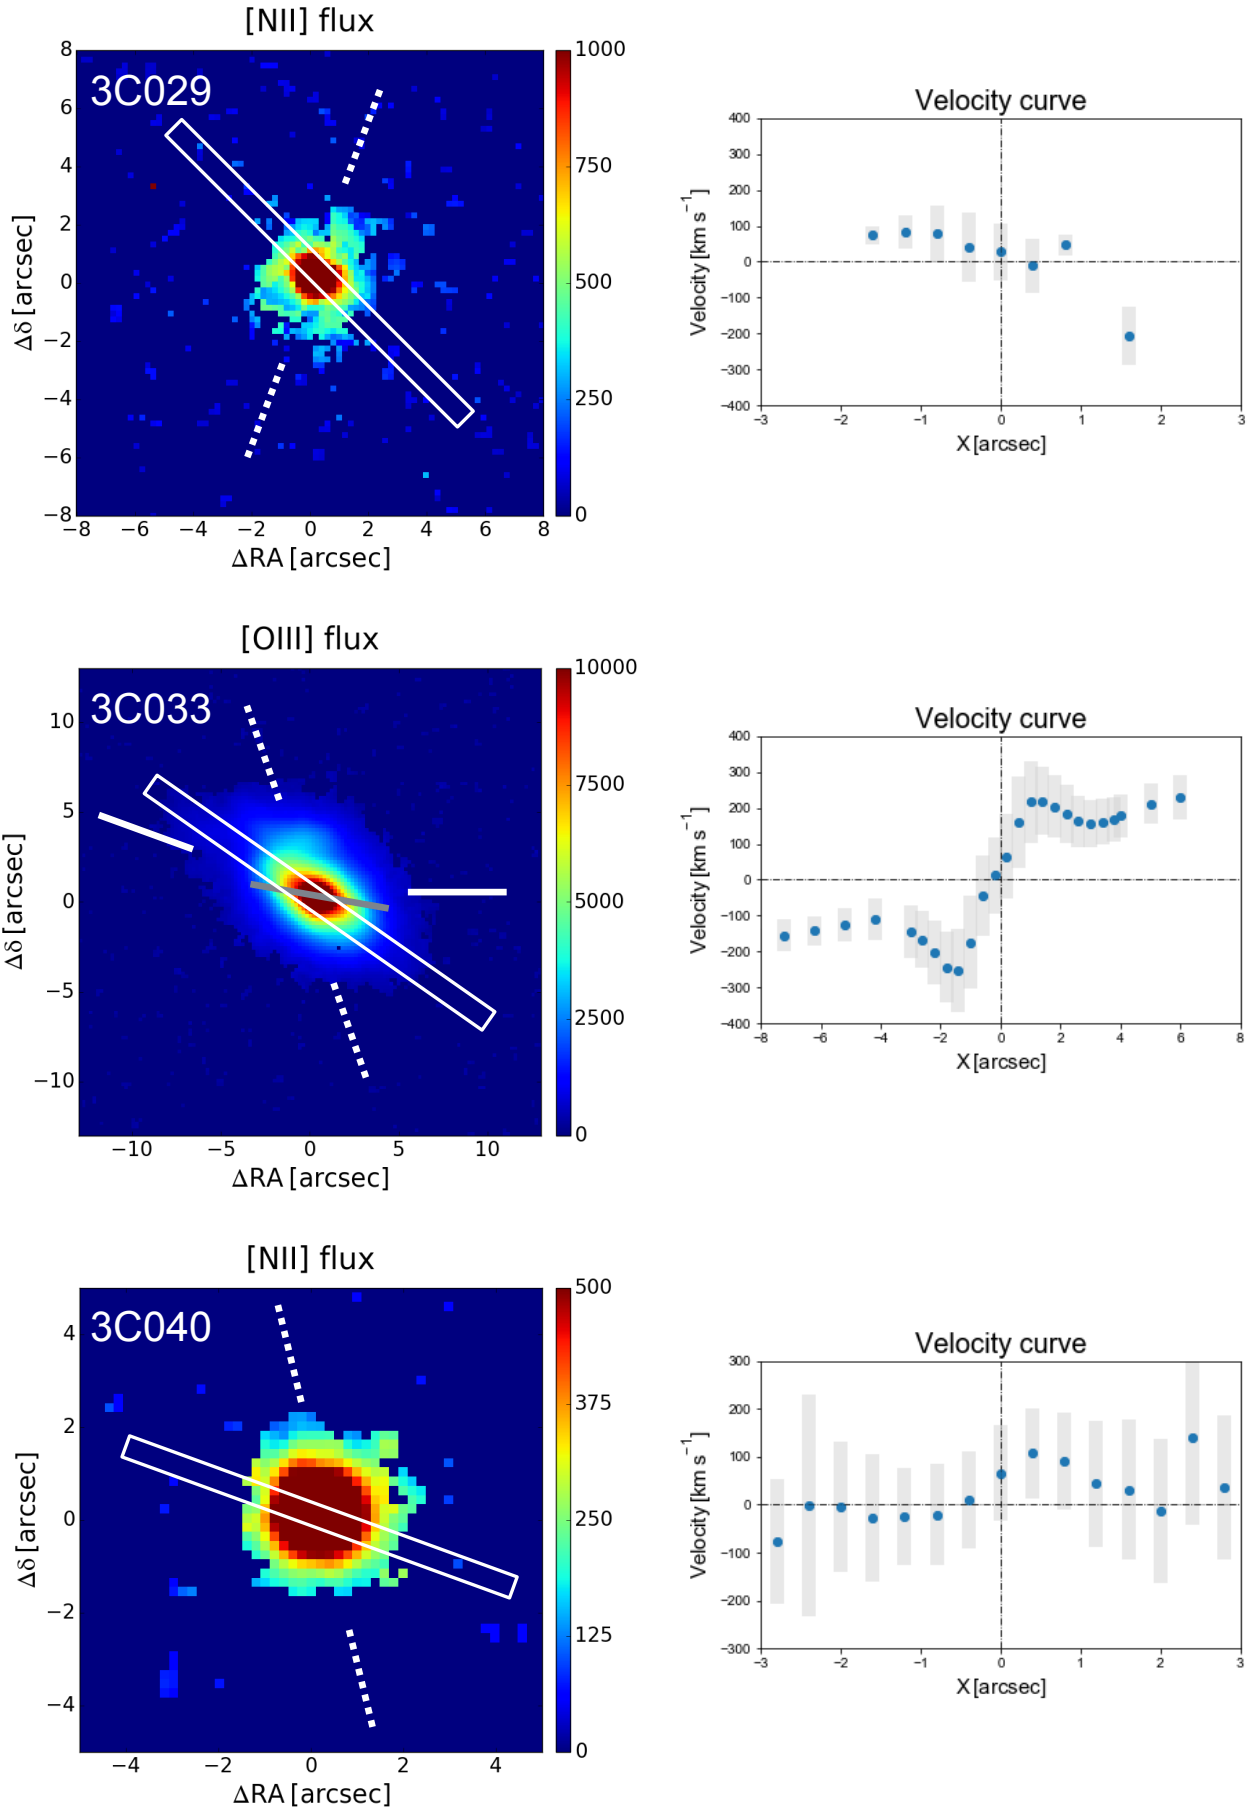 [NII] flux
3C029
8
6
4
2
0
−2
−4
−6
−8
−8 −6 −4 −2 0 2 4 6 8
Δδ [arcsec]
ΔRA [arcsec]
1000
750
500
250
0
Velocity curve
400
300
200
100
0
−100
−200
−300
−400
−3 −2 −1 0 1 2 3
Velocity [km s⁻¹]
X [arcsec]
[OIII] flux
3C033
10
5
0
−5
−10
−10 −5 0 5 10
Δδ [arcsec]
ΔRA [arcsec]
10000
7500
5000
2500
0
Velocity curve
400
300
200
100
0
−100
−200
−300
−400
−8 −6 −4 −2 0 2 4 6 8
Velocity [km s⁻¹]
X [arcsec]
[NII] flux
3C040
4
2
0
−2
−4
−4 −2 0 2 4
Δδ [arcsec]
ΔRA [arcsec]
500
375
250
125
0
Velocity curve
300
200
100
0
−100
−200
−300
−3 −2 −1 0 1 2 3
Velocity [km s⁻¹]
X [arcsec]